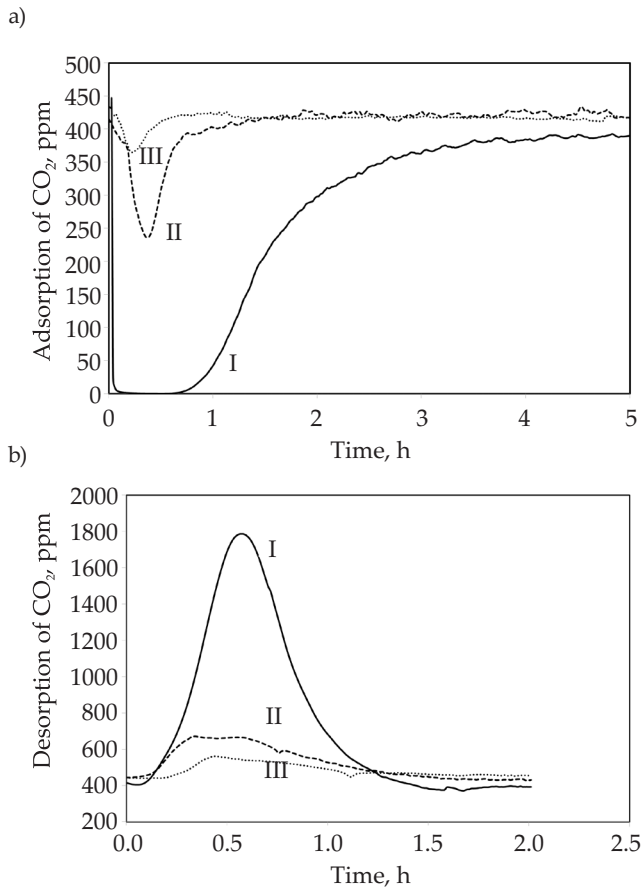 a)
500
450
400
350
300
250
200
150
100
50
0
Adsorption of CO₂, ppm
III
II
I
0 1 2 3 4 5
Time, h
b)
2000
1800
1600
1400
1200
1000
800
600
400
200
Desorption of CO₂, ppm
I
II
III
0.0 0.5 1.0 1.5 2.0 2.5
Time, h